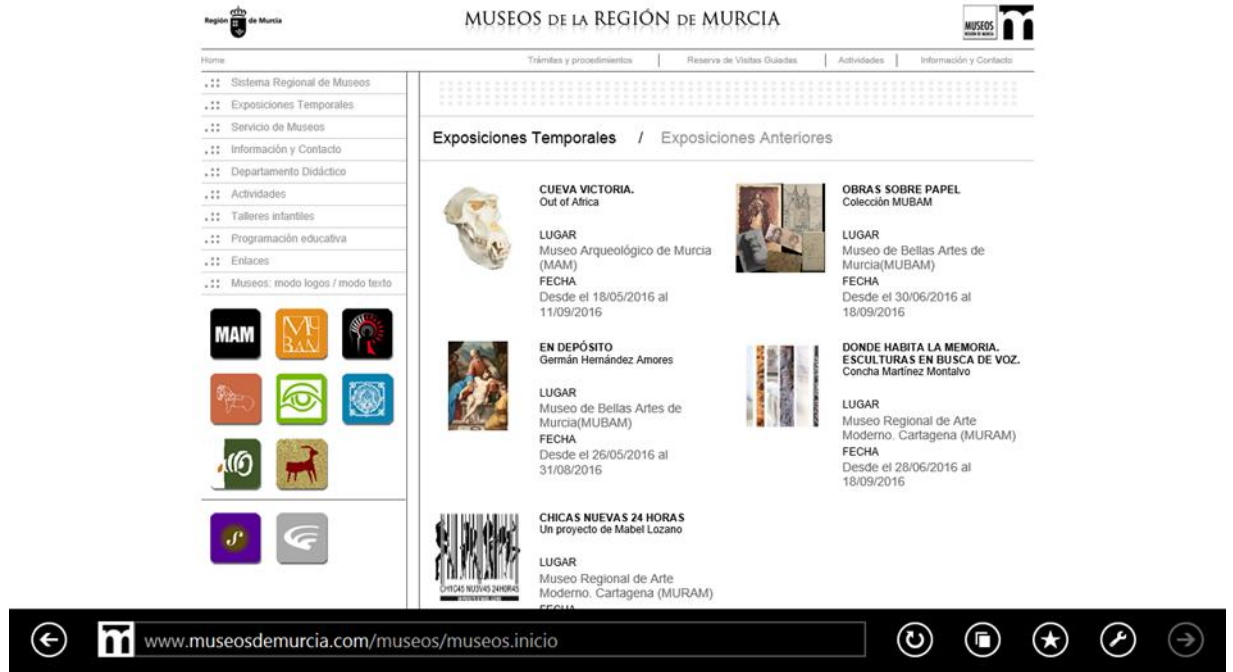 Región de Murcia
MUSEOS DE LA REGIÓN DE MURCIA
MUSEOS
REGIÓN DE MURCIA
Home
Trámites y procedimientos | Reserva de Visitas Guiadas | Actividades | Información y Contacto
Sistema Regional de Museos
Exposiciones Temporales
Servicio de Museos
Información y Contacto
Departamento Didáctico
Actividades
Talleres infantiles
Programación educativa
Enlaces
Museos: modo logos / modo texto
MAM
MUBAM
Exposiciones Temporales / Exposiciones Anteriores
CUEVA VICTORIA.
Out of Africa
LUGAR
Museo Arqueológico de Murcia
(MAM)
FECHA
Desde el 18/05/2016 al
11/09/2016
OBRAS SOBRE PAPEL
Colección MUBAM
LUGAR
Museo de Bellas Artes de
Murcia(MUBAM)
FECHA
Desde el 30/06/2016 al
18/09/2016
EN DEPÓSITO
Germán Hernández Amores
LUGAR
Museo de Bellas Artes de
Murcia(MUBAM)
FECHA
Desde el 26/05/2016 al
31/08/2016
DONDE HABITA LA MEMORIA.
ESCULTURAS EN BUSCA DE VOZ.
Concha Martínez Montalvo
LUGAR
Museo Regional de Arte
Moderno. Cartagena (MURAM)
FECHA
Desde el 28/06/2016 al
18/09/2016
CH1C45 NU3V45 24H0R45
CHICAS NUEVAS 24 HORAS
Un proyecto de Mabel Lozano
LUGAR
Museo Regional de Arte
Moderno. Cartagena (MURAM)
FECHA
www.museosdemurcia.com/museos/museos.inicio